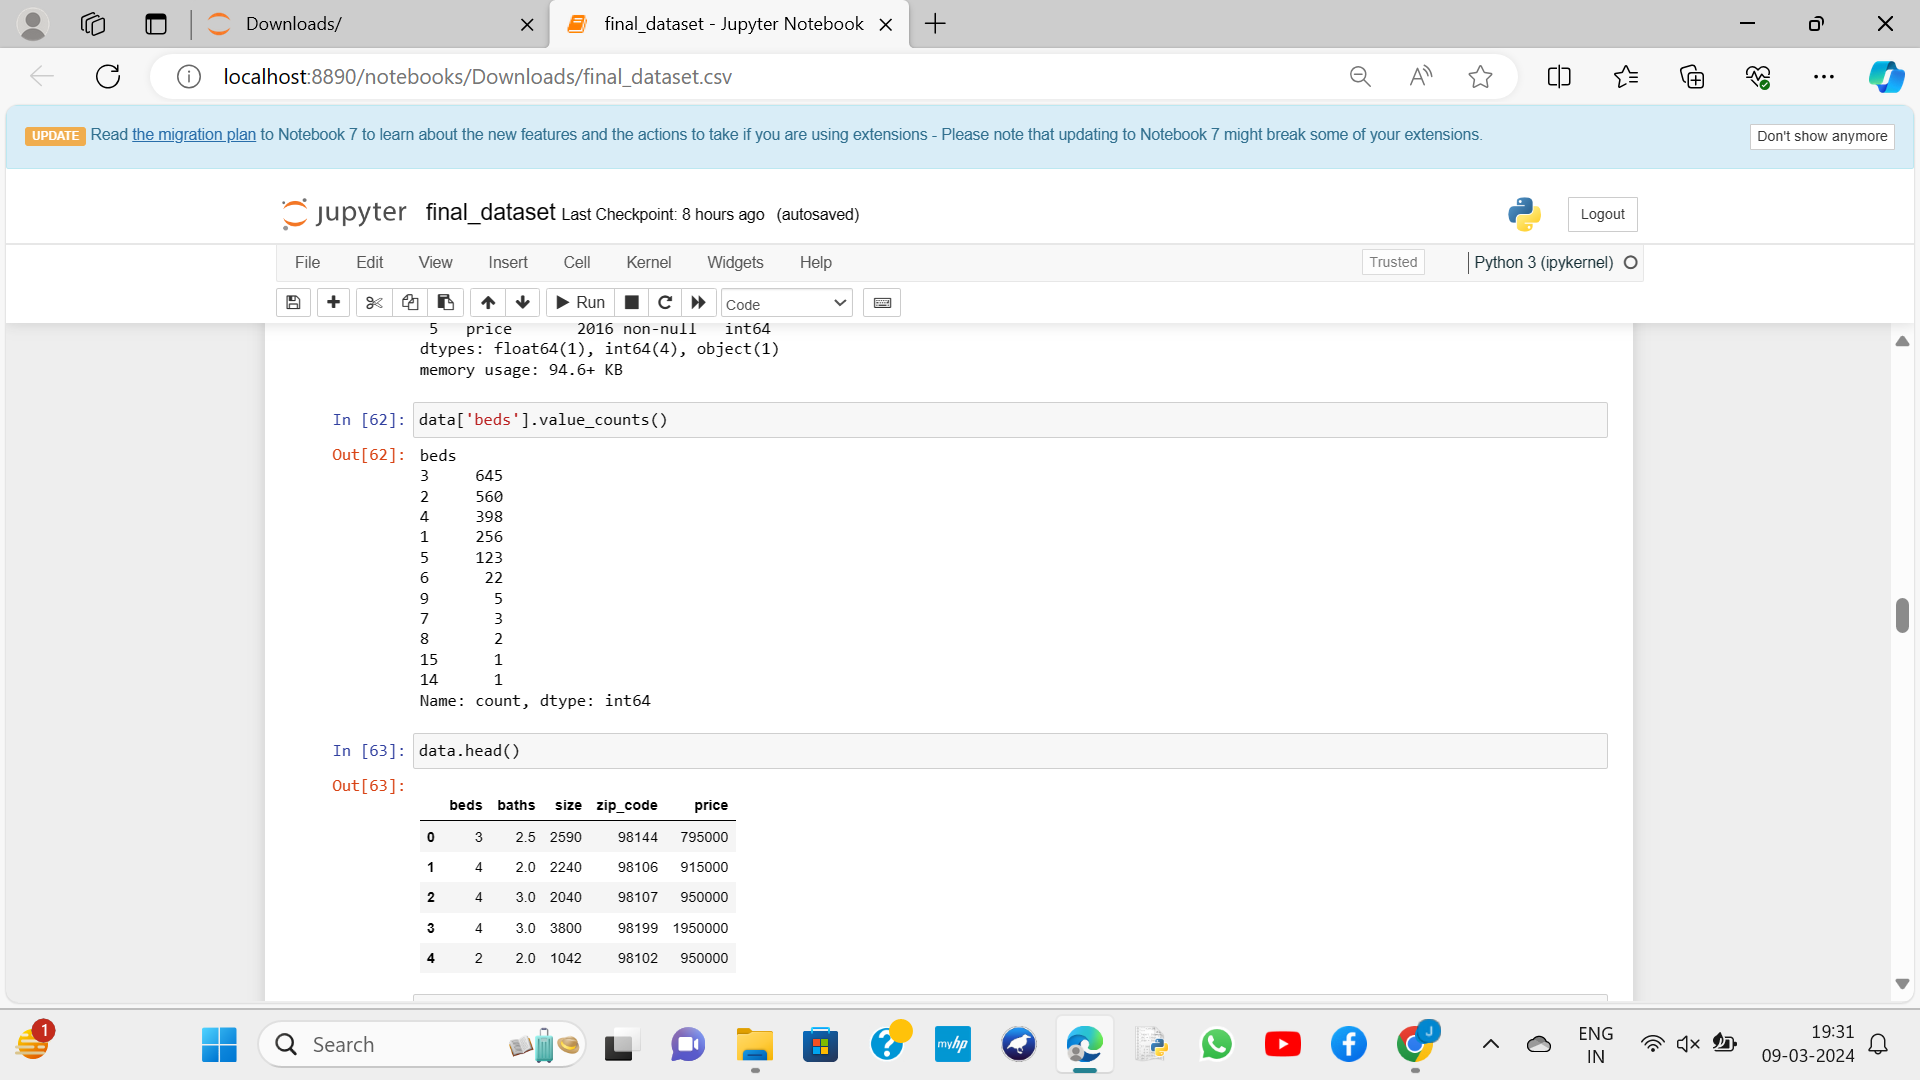 Downloads/
final_dataset - Jupyter Notebook
localhost:8890/notebooks/Downloads/final_dataset.csv
UPDATE Read the migration plan to Notebook 7 to learn about the new features and the actions to take if you are using extensions - Please note that updating to Notebook 7 might break some of your extensions.
Don't show anymore
jupyter final_dataset Last Checkpoint: 8 hours ago (autosaved)
Logout
File Edit View Insert Cell Kernel Widgets Help
Trusted
Python 3 (ipykernel)
Run
Code
5 price 2016 non-null int64
dtypes: float64(1), int64(4), object(1)
memory usage: 94.6+ KB
In [62]: data['beds'].value_counts()
Out[62]: beds
3 645
2 560
4 398
1 256
5 123
6 22
9 5
7 3
8 2
15 1
14 1
Name: count, dtype: int64
In [63]: data.head()
Out[63]:
beds baths size zip_code price
0 3 2.5 2590 98144 795000
1 4 2.0 2240 98106 915000
2 4 3.0 2040 98107 950000
3 4 3.0 3800 98199 1950000
4 2 2.0 1042 98102 950000
1
Search
myhp
J
ENG
IN
19:31
09-03-2024